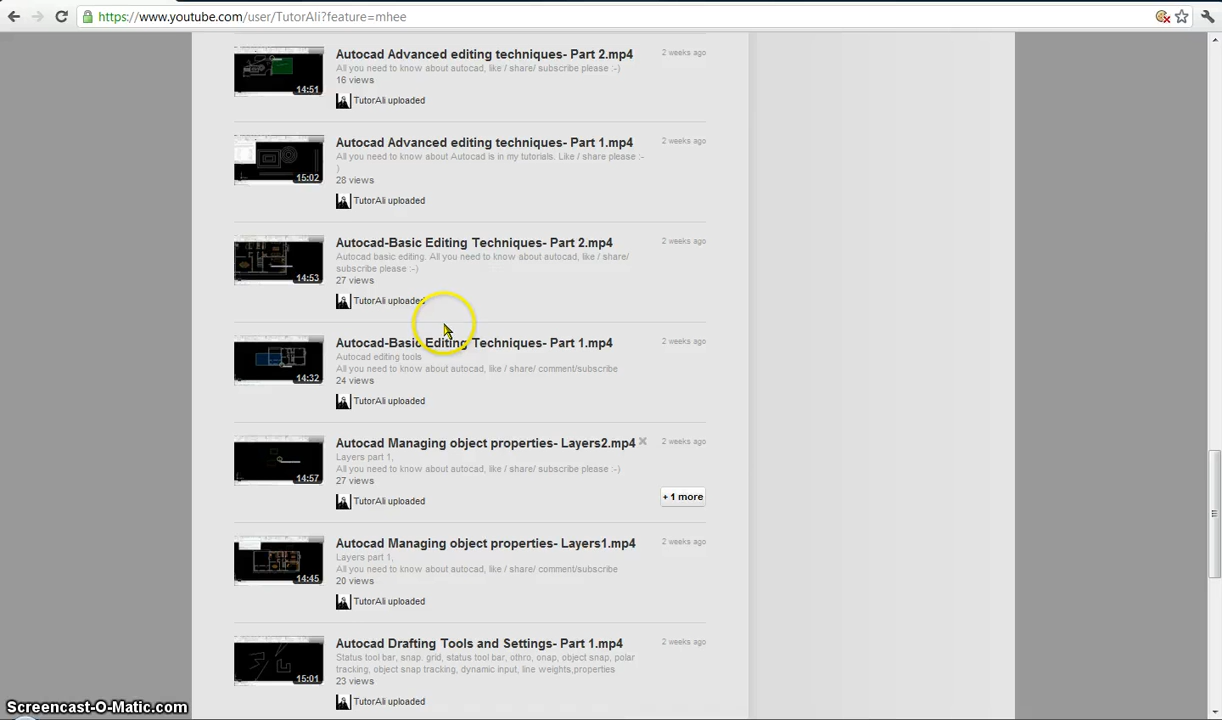 https://www.youtube.com/user/TutorAli?feature=mhee
Autocad Advanced editing techniques- Part 2.mp4
2 weeks ago
All you need to know about autocad, like / share/ subscribe please :-)
16 views
14:51
TutorAli uploaded
Autocad Advanced editing techniques- Part 1.mp4
2 weeks ago
All you need to know about Autocad is in my tutorials. Like / share please :-
)
15:02
28 views
TutorAli uploaded
Autocad-Basic Editing Techniques- Part 2.mp4
2 weeks ago
Autocad basic editing. All you need to know about autocad, like / share/
subscribe please :-)
14:53
27 views
TutorAli uploaded
Autocad-Basic Editing Techniques- Part 1.mp4
2 weeks ago
Autocad editing tools
All you need to know about autocad, like / share/ comment/subscribe
14:32
24 views
TutorAli uploaded
Autocad Managing object properties- Layers2.mp4
2 weeks ago
Layers part 1,
All you need to know about autocad, like / share/ subscribe please :-)
14:57
27 views
+ 1 more
TutorAli uploaded
Autocad Managing object properties- Layers1.mp4
2 weeks ago
Layers part 1,
All you need to know about autocad, like / share/ comment/subscribe
14:45
20 views
TutorAli uploaded
Autocad Drafting Tools and Settings- Part 1.mp4
2 weeks ago
Status tool bar, snap. grid, status tool bar, othro, onap, object snap, polar
tracking, object snap tracking, dynamic input, line weights,properties
15:01
23 views
TutorAli uploaded
Screencast-O-Matic.com